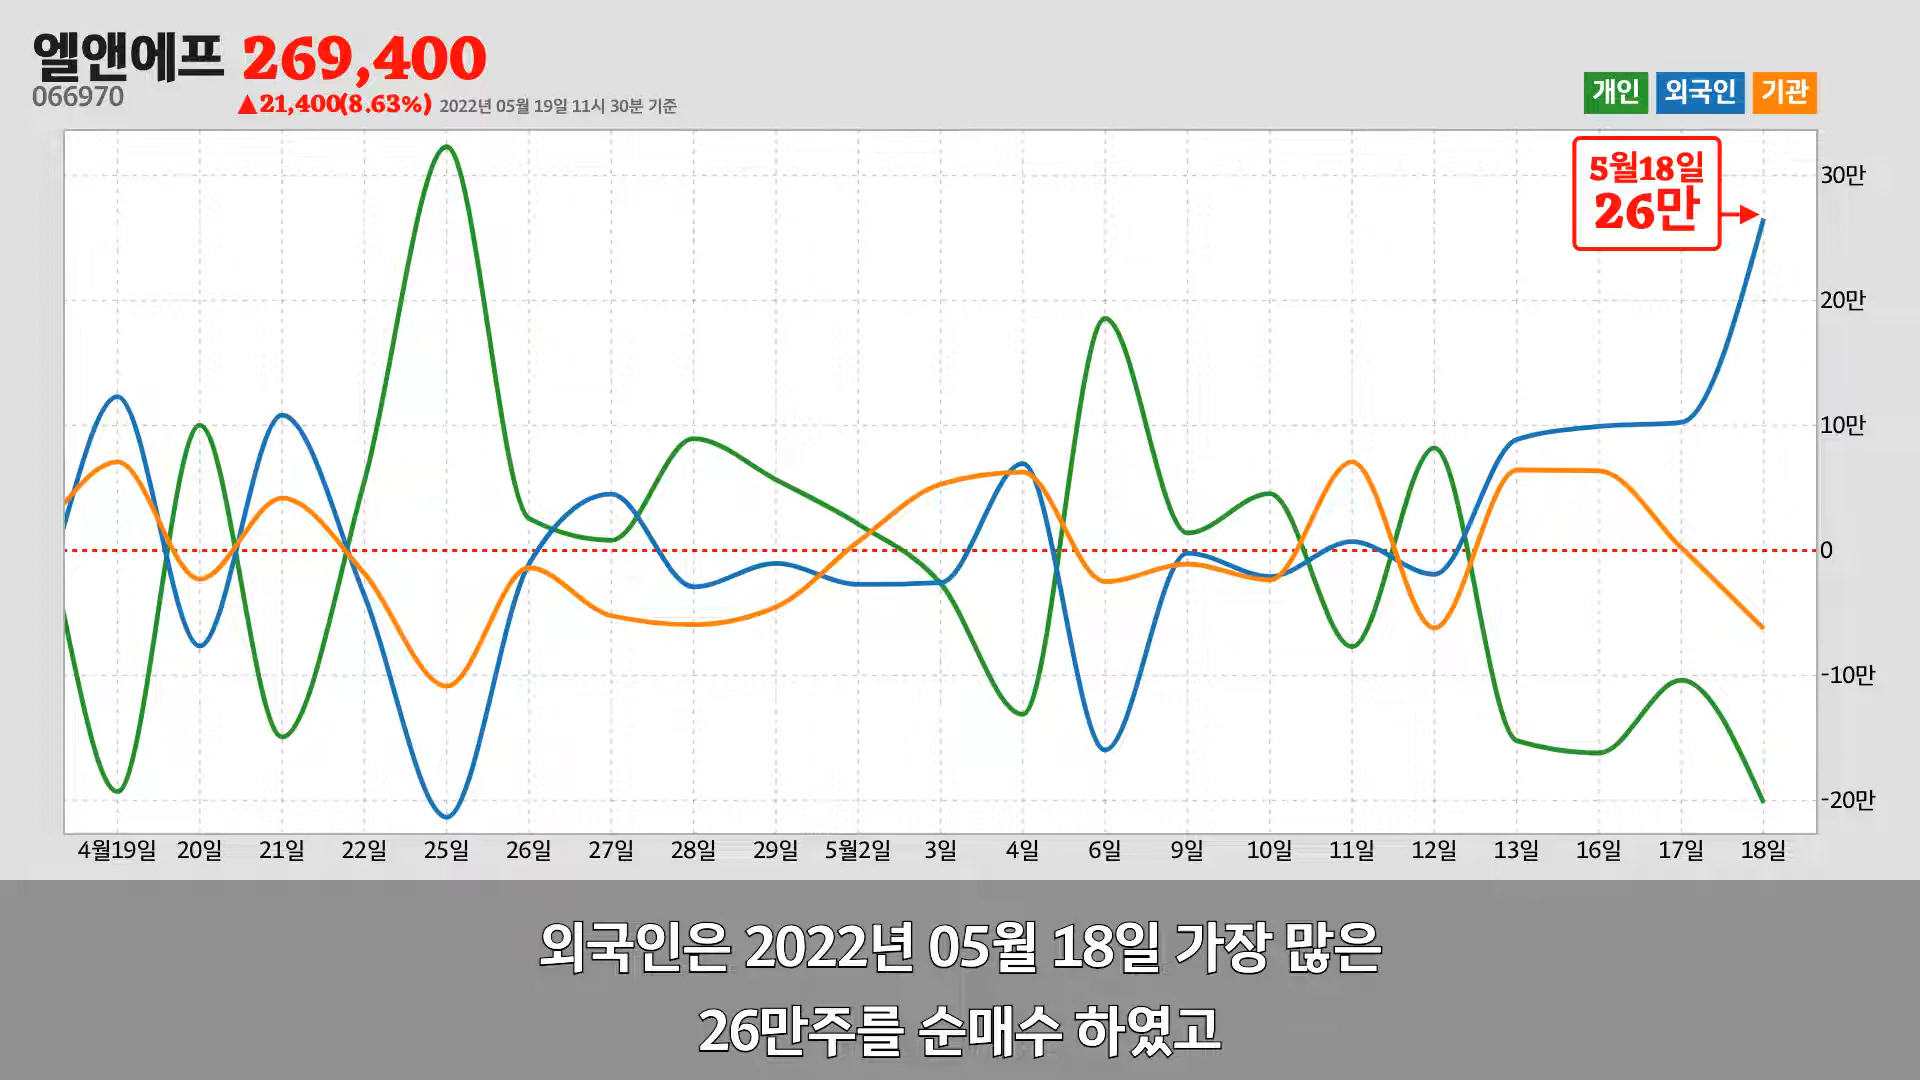 엘앤에프 269,400
066970
▲21,400(8.63%) 2022년 05월 19일 11시 30분 기준
개인 외국인 기관
5월18일
26만
30만
20만
10만
0
-10만
-20만
4월19일 20일 21일 22일 25일 26일 27일 28일 29일 5월2일 3일 4일 6일 9일 10일 11일 12일 13일 16일 17일 18일
외국인은 2022년 05월 18일 가장 많은
26만주를 순매수 하였고